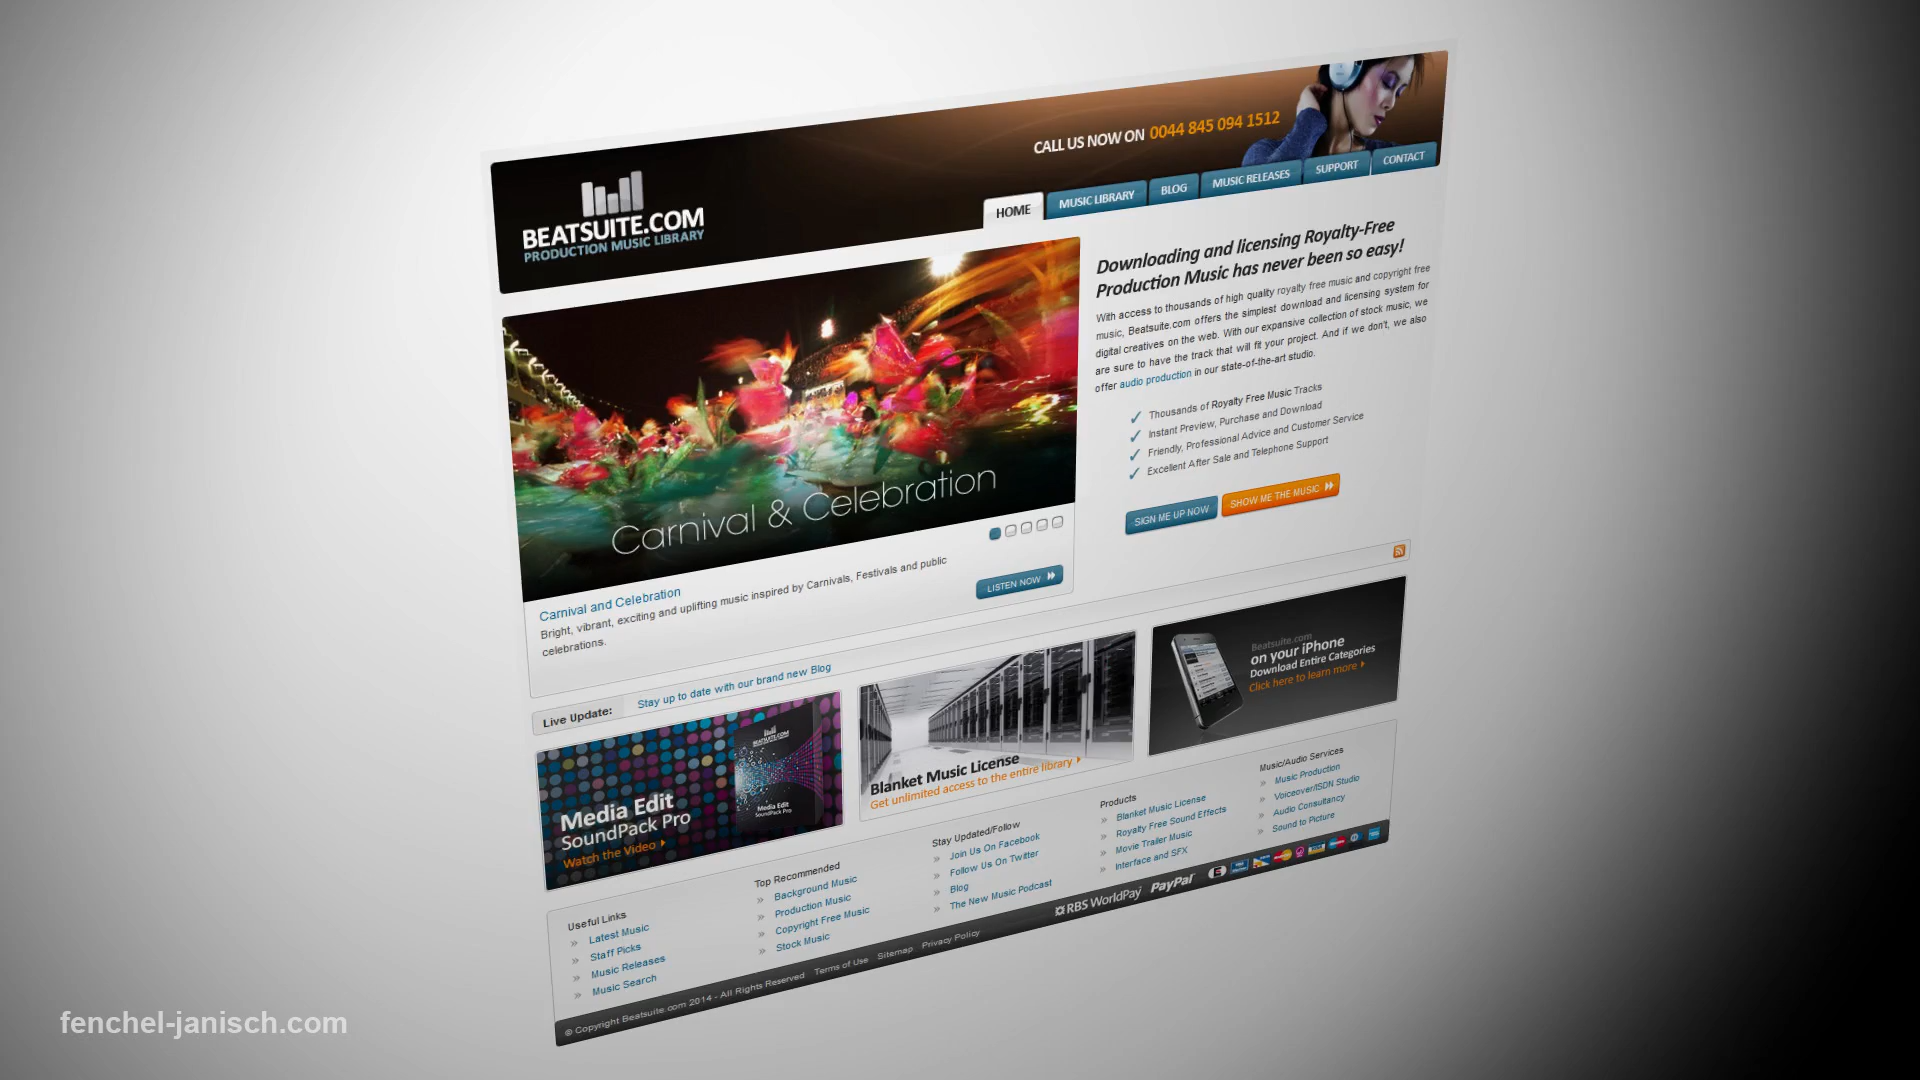 CALL US NOW ON 0044 845 094 1512
BEATSUITE.COM
PRODUCTION MUSIC LIBRARY
HOME
MUSIC LIBRARY
BLOG
MUSIC RELEASES
SUPPORT
CONTACT
Carnival & Celebration
Carnival and Celebration
Bright, vibrant, exciting and uplifting music inspired by Carnivals, Festivals and public
celebrations.
LISTEN NOW
Downloading and licensing Royalty-Free
Production Music has never been so easy!
With access to thousands of high quality royalty free music and copyright free
music, Beatsuite.com offers the simplest download and licensing system for
digital creatives on the web. With our expansive collection of stock music, we
are sure to have the track that will fit your project. And if we don't, we also
offer audio production in our state-of-the-art studio.
Thousands of Royalty Free Music Tracks
Instant Preview, Purchase and Download
Friendly, Professional Advice and Customer Service
Excellent After Sale and Telephone Support
SIGN ME UP NOW
SHOW ME THE MUSIC
Live Update:
Stay up to date with our brand new Blog
BEATSUITE.COM
Media Edit
SoundPack Pro
Media Edit
SoundPack Pro
Watch the Video
Blanket Music License
Get unlimited access to the entire library
Beatsuite.com
on your iPhone
Download Entire Categories
Click here to learn more
Useful Links
» Latest Music
» Staff Picks
» Music Releases
» Music Search
Top Recommended
» Background Music
» Production Music
» Copyright Free Music
» Stock Music
Stay Updated/Follow
» Join Us On Facebook
» Follow Us On Twitter
» Blog
» The New Music Podcast
Products
» Blanket Music License
» Royalty Free Sound Effects
» Movie Trailer Music
» Interface and SFX
Music/Audio Services
» Music Production
» Voiceover/ISDN Studio
» Audio Consultancy
» Sound to Picture
© Copyright Beatsuite.com 2014 - All Rights Reserved
Terms of Use
Sitemap
Privacy Policy
RBS WorldPay
PayPal
fenchel-janisch.com